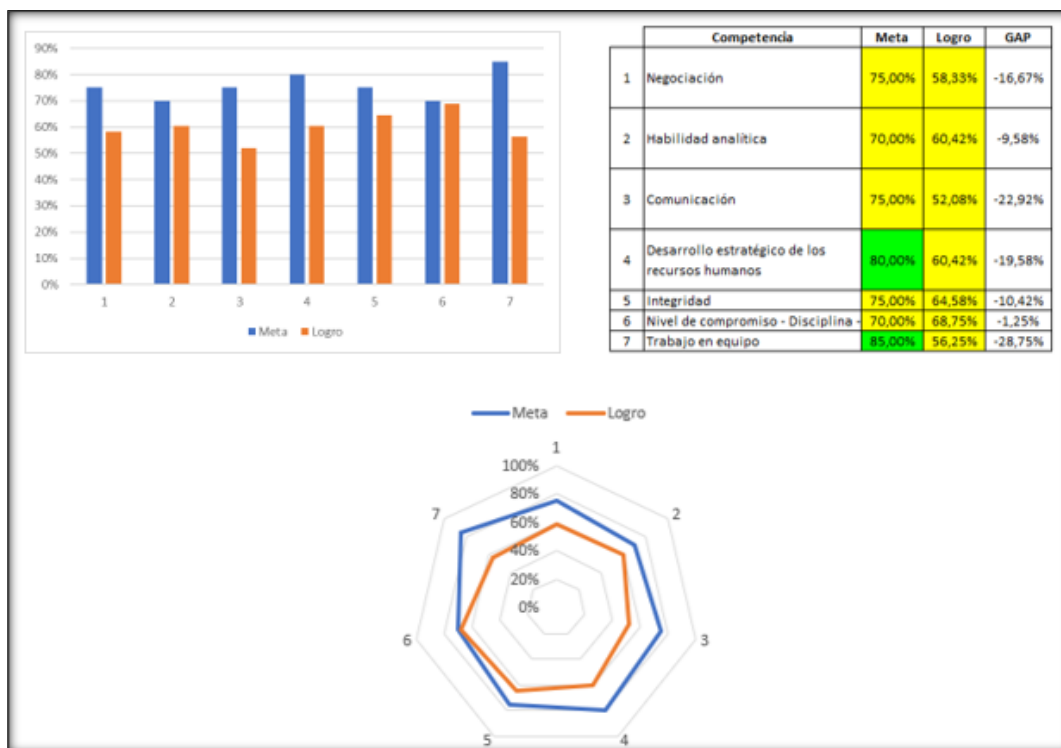 90%
80%
70%
60%
50%
40%
30%
20%
10%
0%
1 2 3 4 5 6 7
Meta Logro
Competencia Meta Logro GAP
1 Negociación 75,00% 58,33% -16,67%
2 Habilidad analítica 70,00% 60,42% -9,58%
3 Comunicación 75,00% 52,08% -22,92%
4 Desarrollo estratégico de los
recursos humanos 80,00% 60,42% -19,58%
5 Integridad 75,00% 64,58% -10,42%
6 Nivel de compromiso - Disciplina - 70,00% 68,75% -1,25%
7 Trabajo en equipo 85,00% 56,25% -28,75%
Meta Logro
1
100%
80%
7 2
60%
40%
20%
0%
6 3
5 4